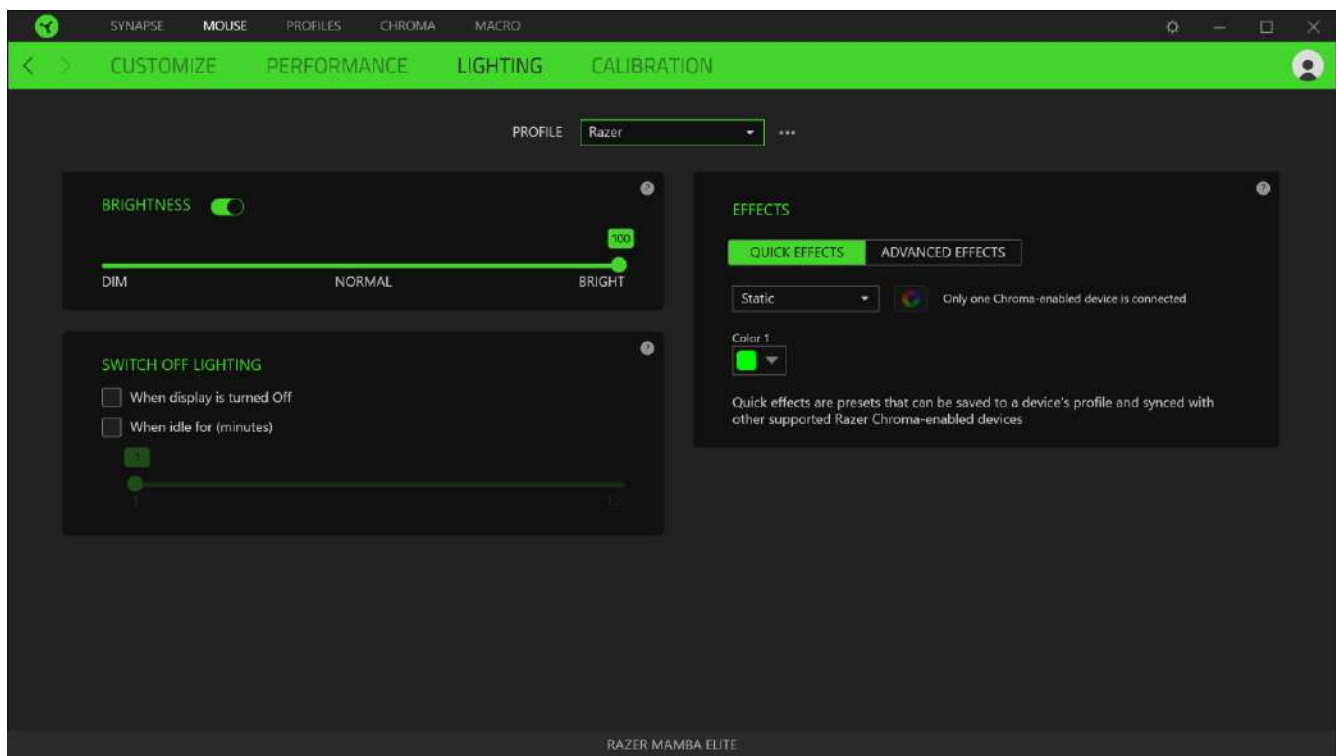 SYNAPSE MOUSE PROFILES CHROMA MACRO
CUSTOMIZE PERFORMANCE LIGHTING CALIBRATION
PROFILE Razer
BRIGHTNESS
100
DIM NORMAL BRIGHT
SWITCH OFF LIGHTING
When display is turned Off
When idle for (minutes)
1
1
EFFECTS
QUICK EFFECTS ADVANCED EFFECTS
Static Only one Chroma-enabled device is connected
Color 1
Quick effects are presets that can be saved to a device's profile and synced with
other supported Razer Chroma-enabled devices
RAZER MAMBA ELITE